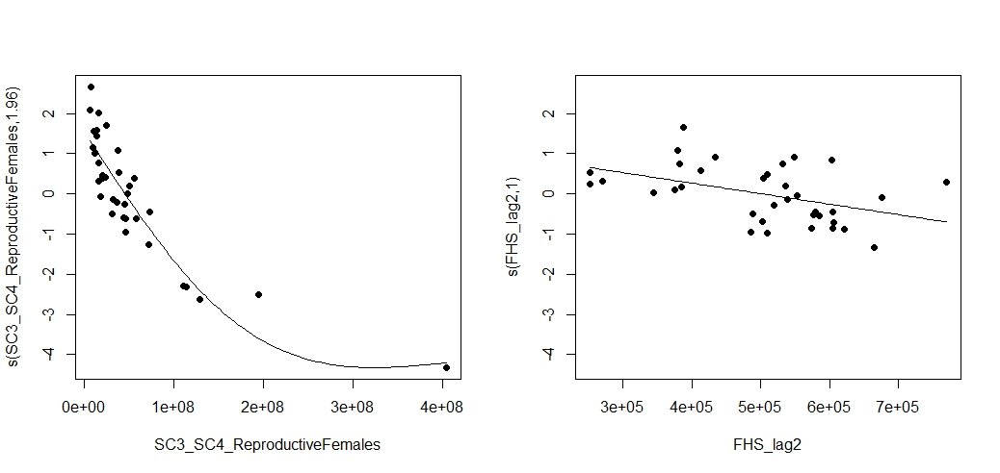 s(SC3_SC4_ReproductiveFemales,1.96)
2
1
0
-1
-2
-3
-4
0e+00 1e+08 2e+08 3e+08 4e+08
SC3_SC4_ReproductiveFemales
s(FHS_lag2,1)
2
1
0
-1
-2
-3
-4
3e+05 4e+05 5e+05 6e+05 7e+05
FHS_lag2